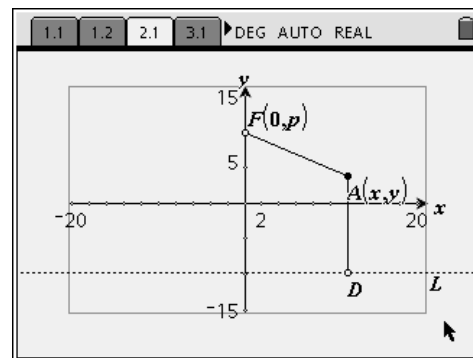 1.1 1.2 2.1 3.1 DEG AUTO REAL
y
15
F(0,p)
5
A(x,y)
-20 2 20 x
D L
-15